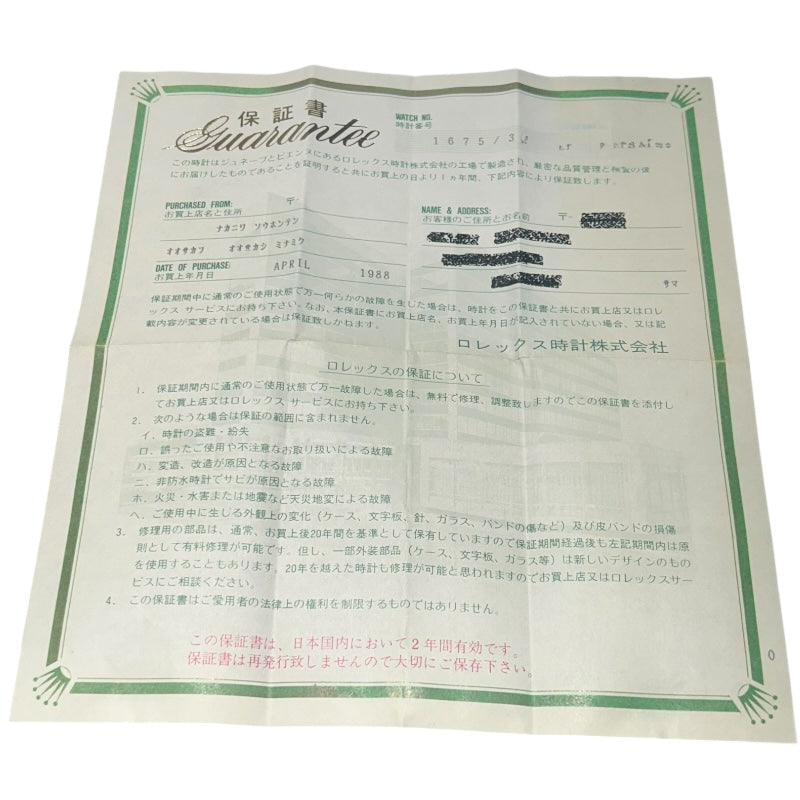 保証書
Guarantee
WATCH NO.
時計番号
1675/3
この時計はジュネーブとビエンヌにあるロレックス時計株式会社の工場で製造され、厳密な品質管理と検査の後
にお届けしたものであることを証明すると共にお買上の日より1ヵ年間、下記内容により保証致します。
PURCHASED FROM: 〒-
お買上店名と住所
ナカニワ ソウホンテン
オオサカフ オオサカシ ミナミク
DATE OF PURCHASE:
お買上年月日
APRIL 1988
NAME & ADDRESS:
お客様のご住所とお名前 〒-
サマ
保証期間中に通常のご使用状態で万一何らかの故障を生じた場合は、時計をこの保証書と共にお買上店又はロレ
ックス サービスにお持ち下さい。なお、本保証書にお買上店名、お買上年月日が記入されていない場合、又は記
載内容が変更されている場合は保証致しかねます。
ロレックス時計株式会社
ロレックスの保証について
1. 保証期間内に通常のご使用状態で万一故障した場合は、無料で修理、調整致しますのでこの保証書を添付し
てお買上店又はロレックス サービスにお持ち下さい。
2. 次のような場合は保証の範囲に含まれません。
イ. 時計の盗難・紛失
ロ. 誤ったご使用や不注意なお取り扱いによる故障
ハ. 変造、改造が原因となる故障
ニ. 非防水時計でサビが原因となる故障
ホ. 火災・水害または地震など天災地変による故障
ヘ. ご使用中に生じる外観上の変化（ケース、文字板、針、ガラス、バンドの傷など）及び皮バンドの損傷
3. 修理用の部品は、通常、お買上後20年間を基準として保有していますので保証期間経過後も左記期間内は原
則として有料修理が可能です。但し、一部外装部品（ケース、文字板、ガラス等）は新しいデザインのもの
を使用することもあります。20年を越えた時計も修理が可能と思われますのでお買上店又はロレックスサー
ビスにご相談ください。
4. この保証書はご愛用者の法律上の権利を制限するものではありません。
この保証書は、日本国内において2年間有効です。
保証書は再発行致しませんので大切にご保存下さい。
0